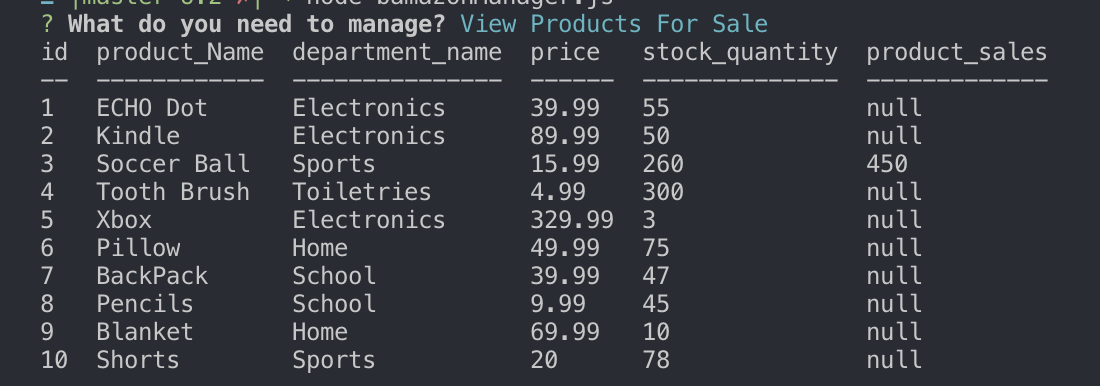 node bamazonManager.js
? What do you need to manage? View Products For Sale
id product_Name department_name price stock_quantity product_sales
-- ------------ --------------- ------ -------------- -------------
1 ECHO Dot Electronics 39.99 55 null
2 Kindle Electronics 89.99 50 null
3 Soccer Ball Sports 15.99 260 450
4 Tooth Brush Toiletries 4.99 300 null
5 Xbox Electronics 329.99 3 null
6 Pillow Home 49.99 75 null
7 BackPack School 39.99 47 null
8 Pencils School 9.99 45 null
9 Blanket Home 69.99 10 null
10 Shorts Sports 20 78 null